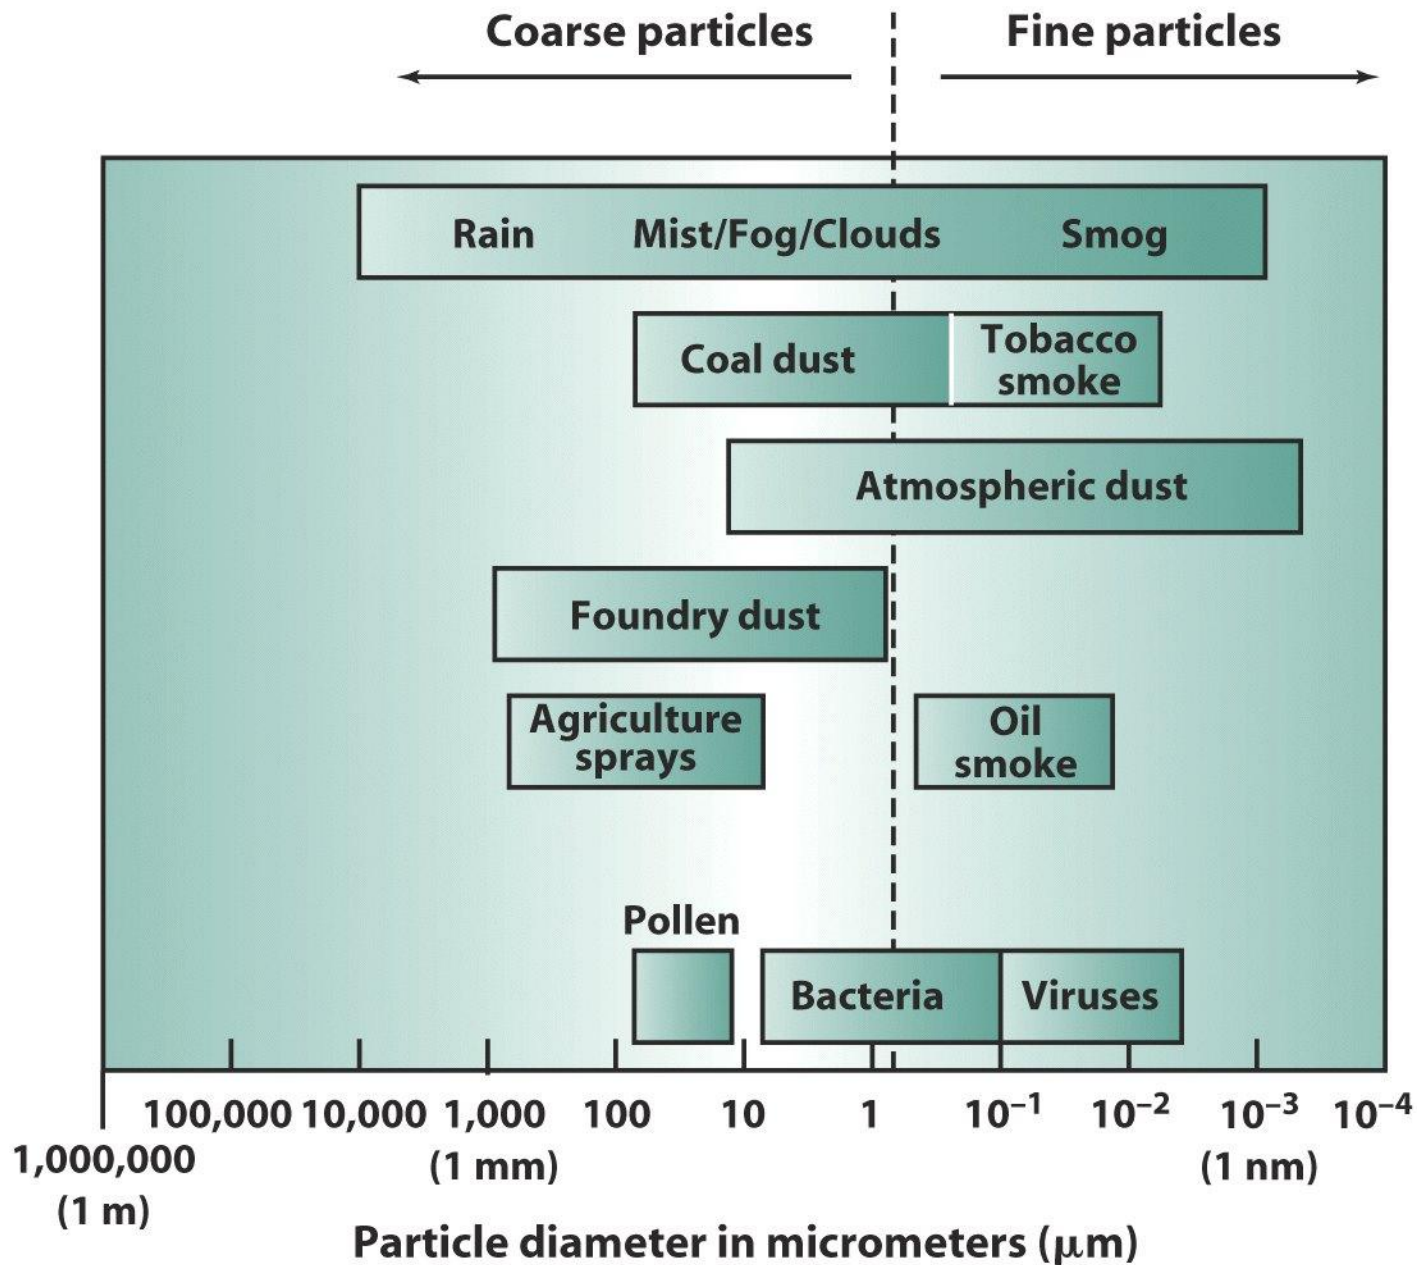 Coarse particles
Fine particles
Rain
Mist/Fog/Clouds
Smog
Coal dust
Tobacco
smoke
Atmospheric dust
Foundry dust
Agriculture
sprays
Oil
smoke
Pollen
Bacteria
Viruses
1,000,000
(1 m)
100,000
10,000
1,000
(1 mm)
100
10
1
10⁻¹
10⁻²
10⁻³
(1 nm)
10⁻⁴
Particle diameter in micrometers (μm)